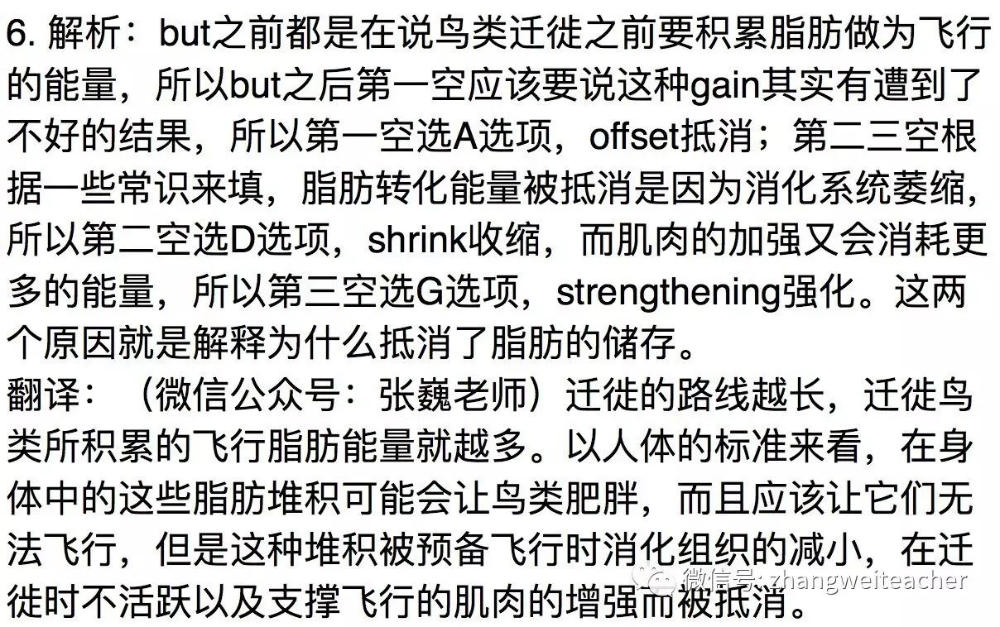 6. 解析：but之前都是在说鸟类迁徙之前要积累脂肪做为飞行
的能量，所以but之后第一空应该要说这种gain其实有遭到了
不好的结果，所以第一空选A选项，offset抵消；第二三空根
据一些常识来填，脂肪转化能量被抵消是因为消化系统萎缩，
所以第二空选D选项，shrink收缩，而肌肉的加强又会消耗更
多的能量，所以第三空选G选项，strengthening强化。这两
个原因就是解释为什么抵消了脂肪的储存。
翻译：（微信公众号：张巍老师）迁徙的路线越长，迁徙鸟
类所积累的飞行脂肪能量就越多。以人体的标准来看，在身
体中的这些脂肪堆积可能会让鸟类肥胖，而且应该让它们无
法飞行，但是这种堆积被预备飞行时消化组织的减小，在迁
徙时不活跃以及支撑飞行的肌肉的增强而被抵消。
微信号: zhangweiteacher